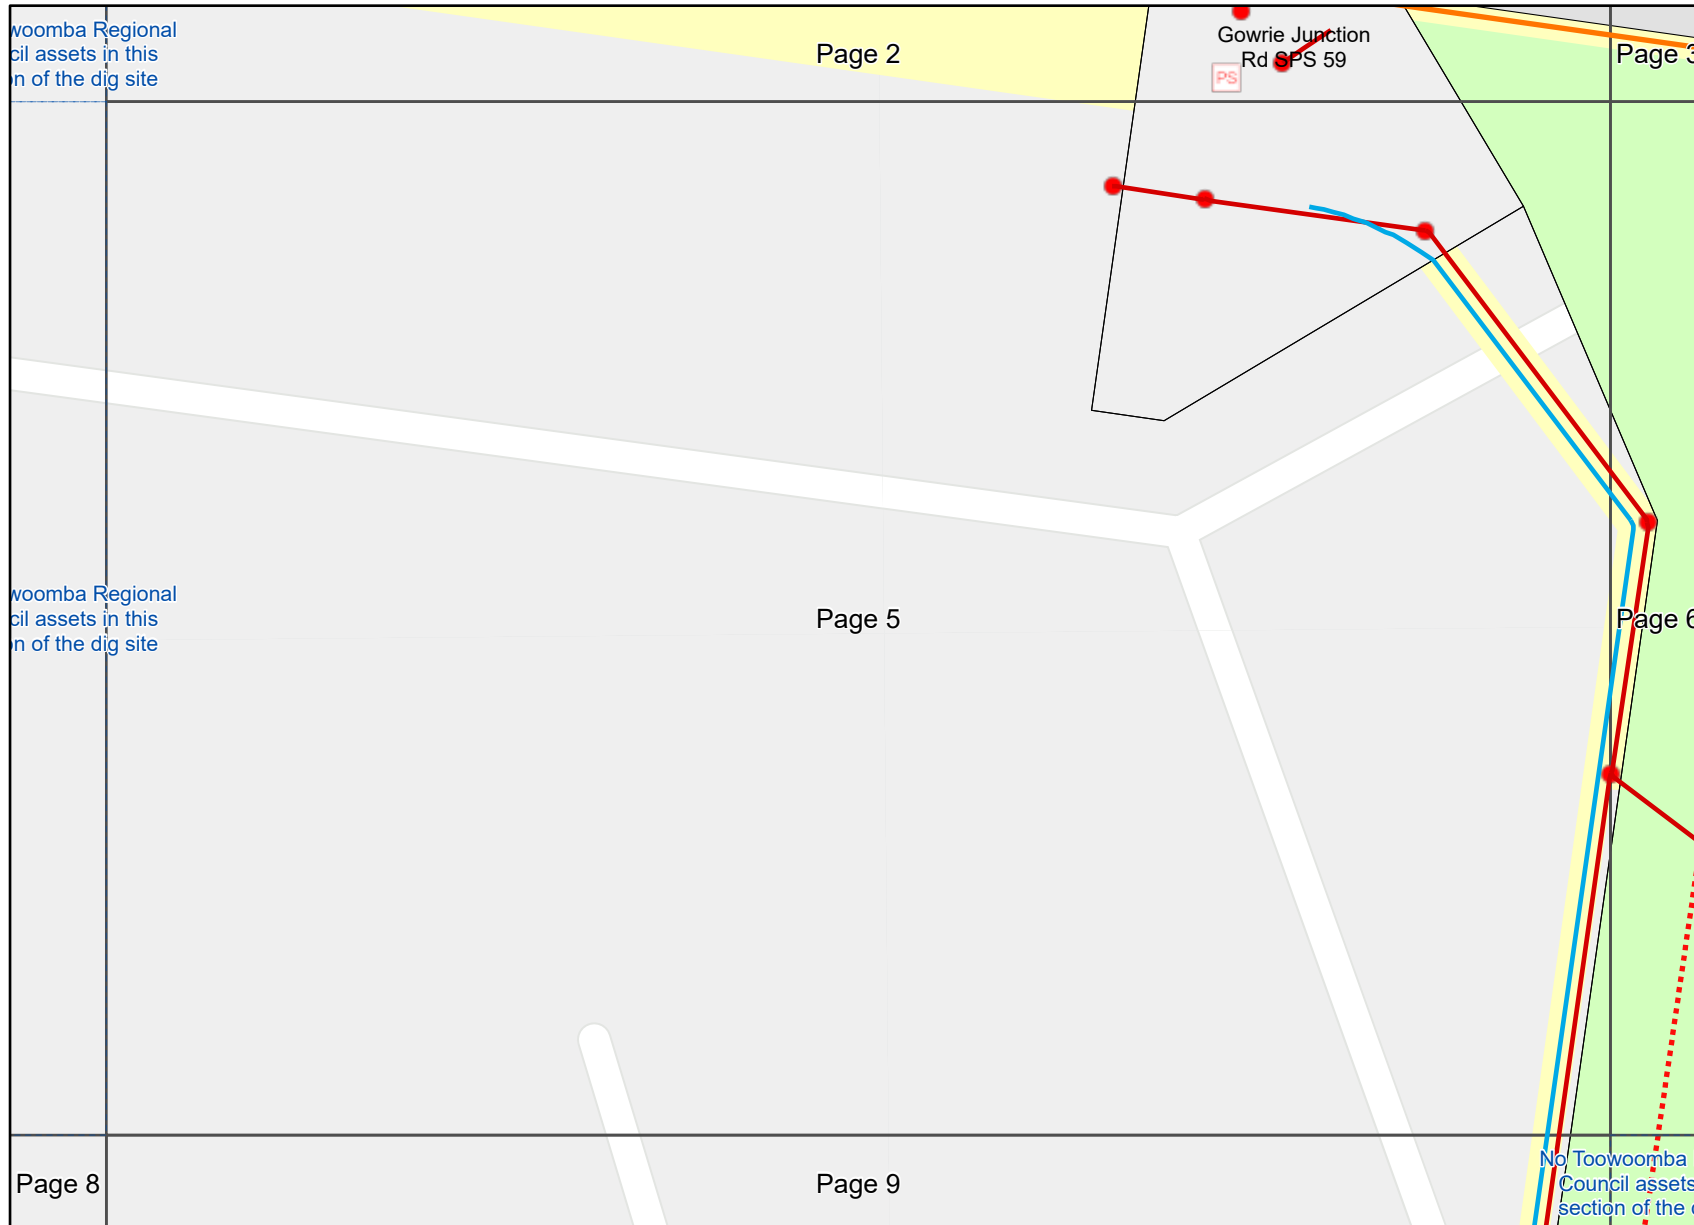 woomba Regional
cil assets in this
on of the dig site
Page 2
Gowrie Junction
Rd SPS 59
PS
Page 3
woomba Regional
cil assets in this
on of the dig site
Page 5
Page 6
Page 8
Page 9
No Toowoomba
Council assets
section of the